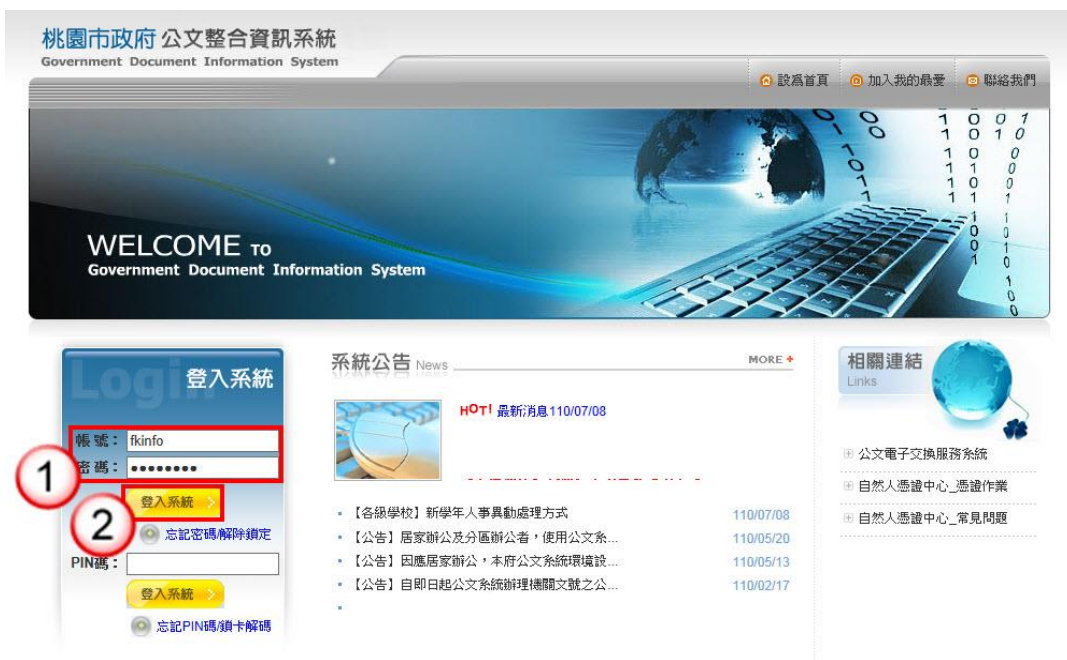 桃園市政府 公文整合資訊系統
Government Document Information System
設為首頁 加入我的最愛 聯絡我們
WELCOME TO
Government Document Information System
Login 登入系統
帳號： fkinfo
密碼： ••••••••
1
登入系統
2
忘記密碼/解除鎖定
PIN碼：
登入系統
忘記PIN碼/鎖卡解碼
系統公告 News MORE +
HOT! 最新消息110/07/08
【各級學校】新學年人事異動處理方式 110/07/08
【公告】居家辦公及分區辦公者，使用公文系... 110/05/20
【公告】因應居家辦公，本府公文系統環境設... 110/05/13
【公告】自即日起公文系統辦理機關文號之公... 110/02/17
相關連結
Links
公文電子交換服務系統
自然人憑證中心_憑證作業
自然人憑證中心_常見問題